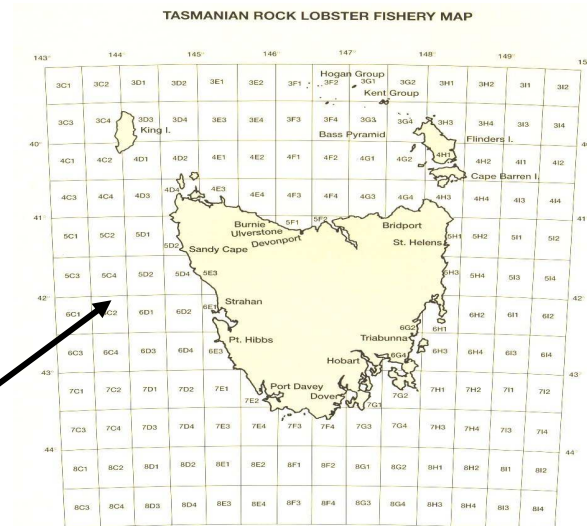 TASMANIAN ROCK LOBSTER FISHERY MAP
143° 144° 145° 146° 147° 148° 149°
Hogan Group
3C1 3C2 3D1 3D2 3E1 3E2 3F1 3F2 3G1 3G2 3H1 3H2 3I1 3I2
Kent Group
3C3 3C4 3D3 3D4 3E3 3E4 3F3 3F4 3G3 3G4 3H3 3H4 3I3 3I4
King I. Bass Pyramid Flinders I.
40 40
4C1 4C2 4D1 4D2 4E1 4E2 4F1 4F2 4G1 4G2 4H1 4H2 4I1 4I2
Cape Barren I.
4C3 4C4 4D3 4D4 4E3 4E4 4F3 4F4 4G3 4G4 4H3 4H4 4I3 4I4
41 41
Burnie 5F1 5F2 Bridport
Ulverstone
5C1 5C2 5D1 Devonport 5H1 5H2 5I1 5I2
5D2 Sandy Cape St. Helens
5C3 5C4 5D2 5D4 5E3 5H3 5H4 5I3 5I4
42 42
Strahan
6C1 6C2 6D1 6D2 6E1 6G2 6H1 6H2 6I1 6I2
Pt. Hibbs Triabunna
6C3 6C4 6D3 6D4 6E3 6G4 6H3 6H4 6I3 6I4
Hobart
43 43
7C1 7C2 7D1 7D2 7E1 Port Davey 7G2 7H1 7H2 7I1 7I2
7E2 Dover 7G1
7C3 7C4 7D3 7D4 7E3 7E4 7F3 7F4 7G3 7G4 7H3 7H4 7I3 7I4
44 44
8C1 8C2 8D1 8D2 8E1 8E2 8F1 8F2 8G1 8G2 8H1 8H2 8I1 8I2
8C3 8C4 8D3 8D4 8E3 8E4 8F3 8F4 8G3 8G4 8H3 8H4 8I3 8I4